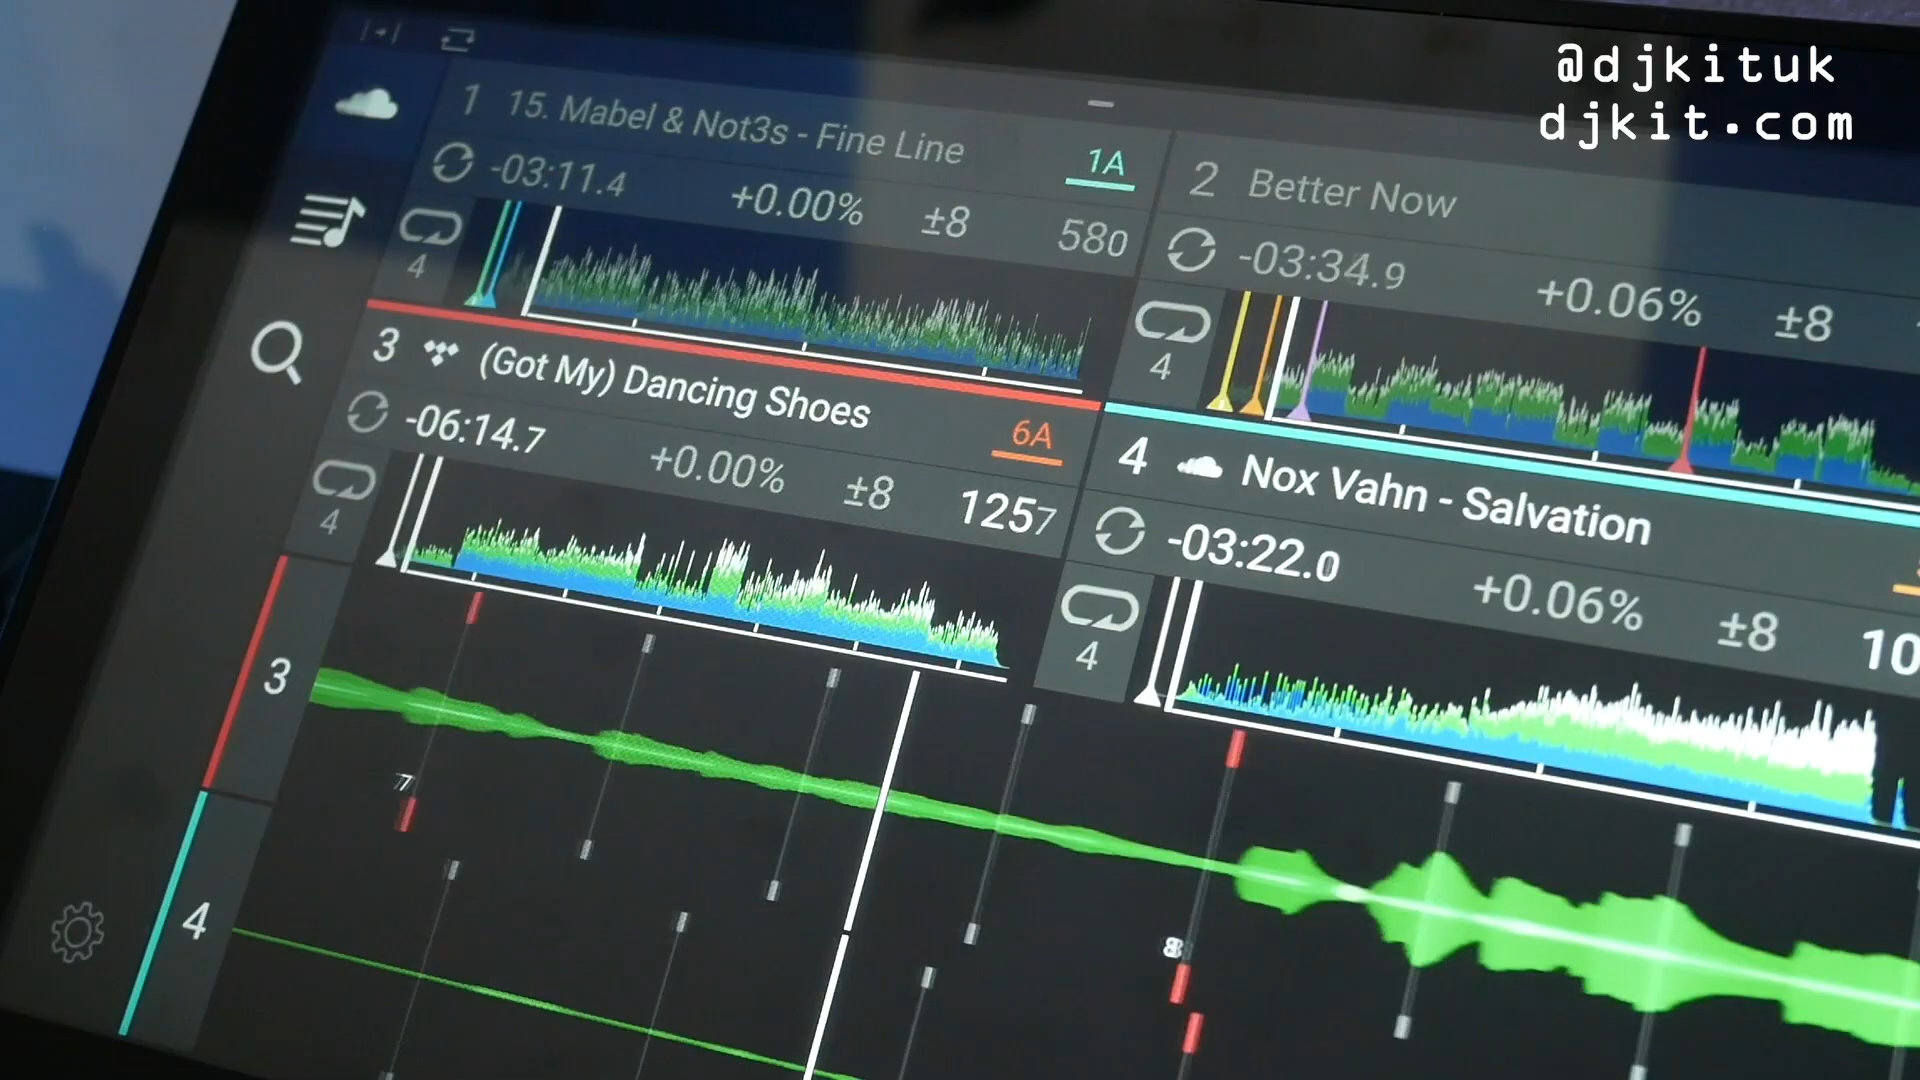 @djkituk
djkit.com
1 15. Mabel & Not3s - Fine Line 1A
-03:11.4 +0.00% ±8 580
4
2 Better Now
-03:34.9 +0.06% ±8
4
3 (Got My) Dancing Shoes 6A
-06:14.7 +0.00% ±8 1257
4
4 Nox Vahn - Salvation
-03:22.0 +0.06% ±8 10
4
3
7
4
8